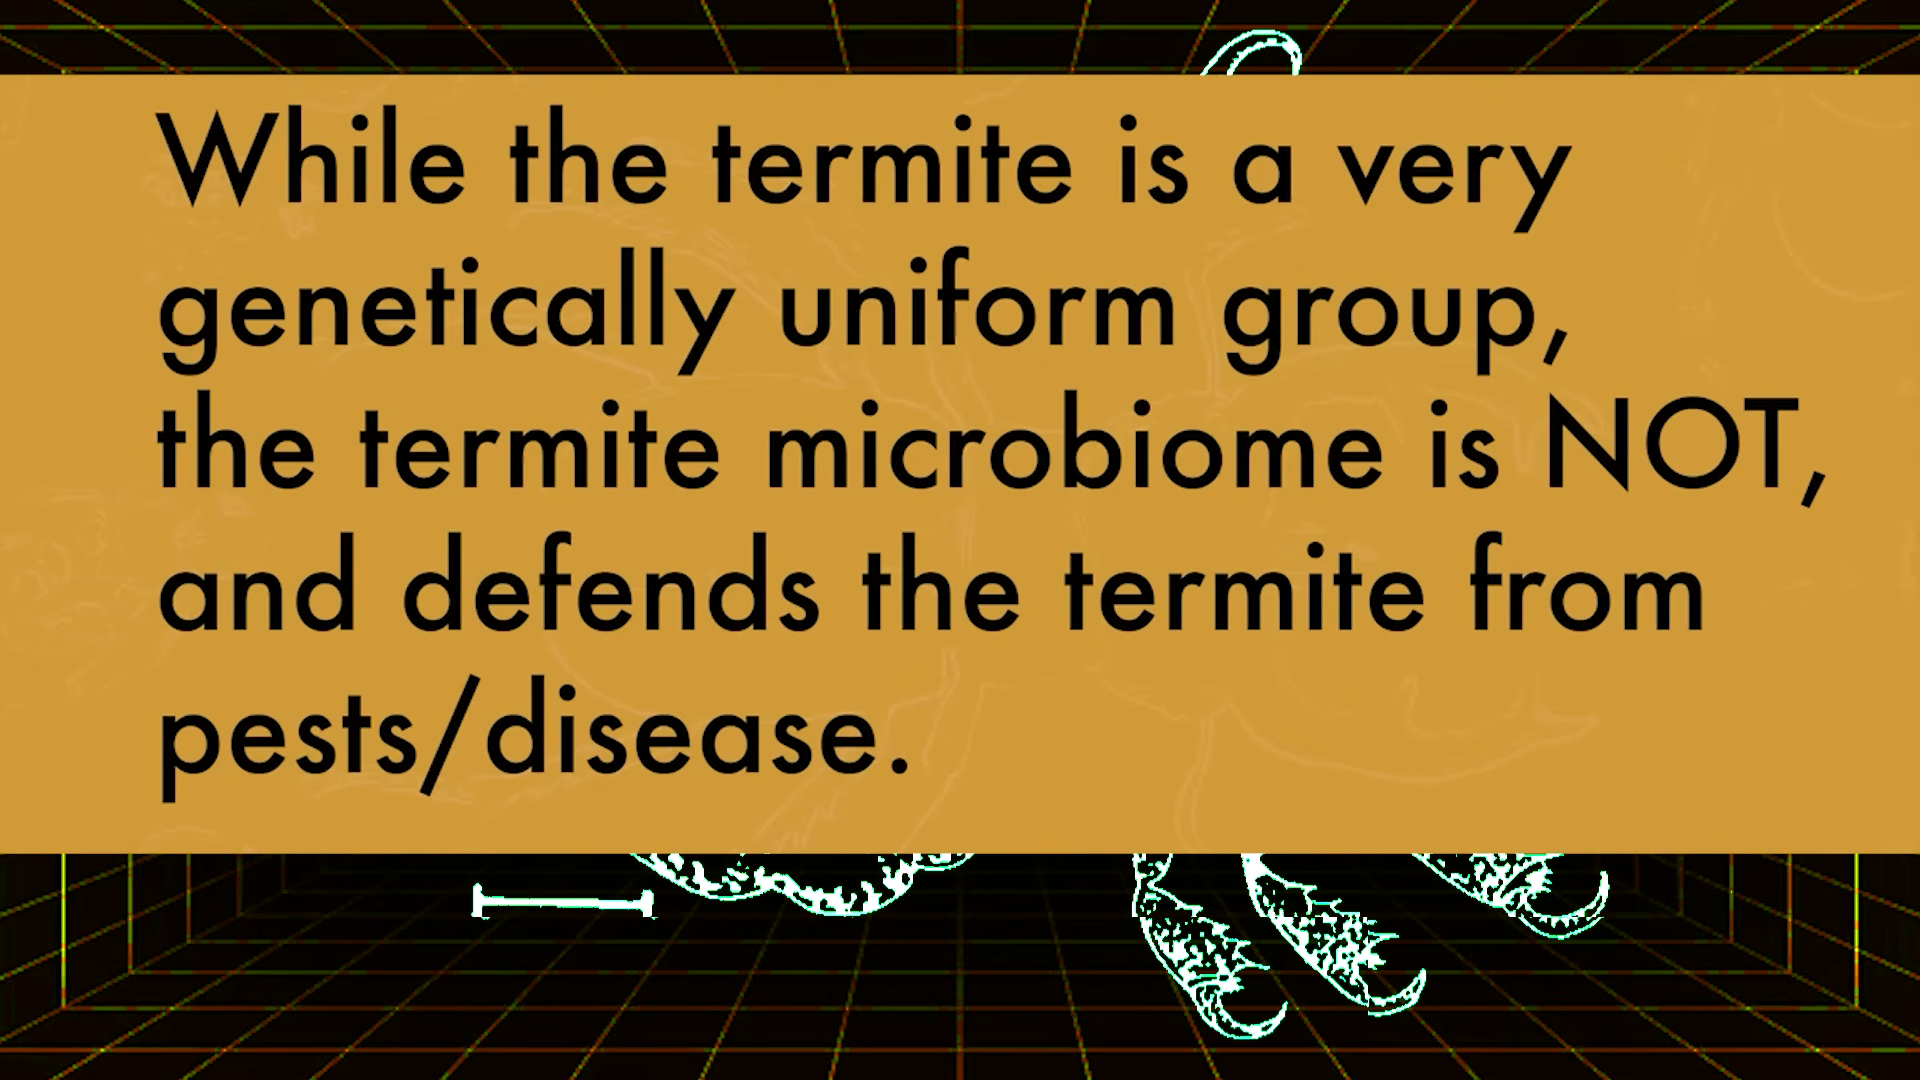 While the termite is a very
genetically uniform group,
the termite microbiome is NOT,
and defends the termite from
pests/disease.